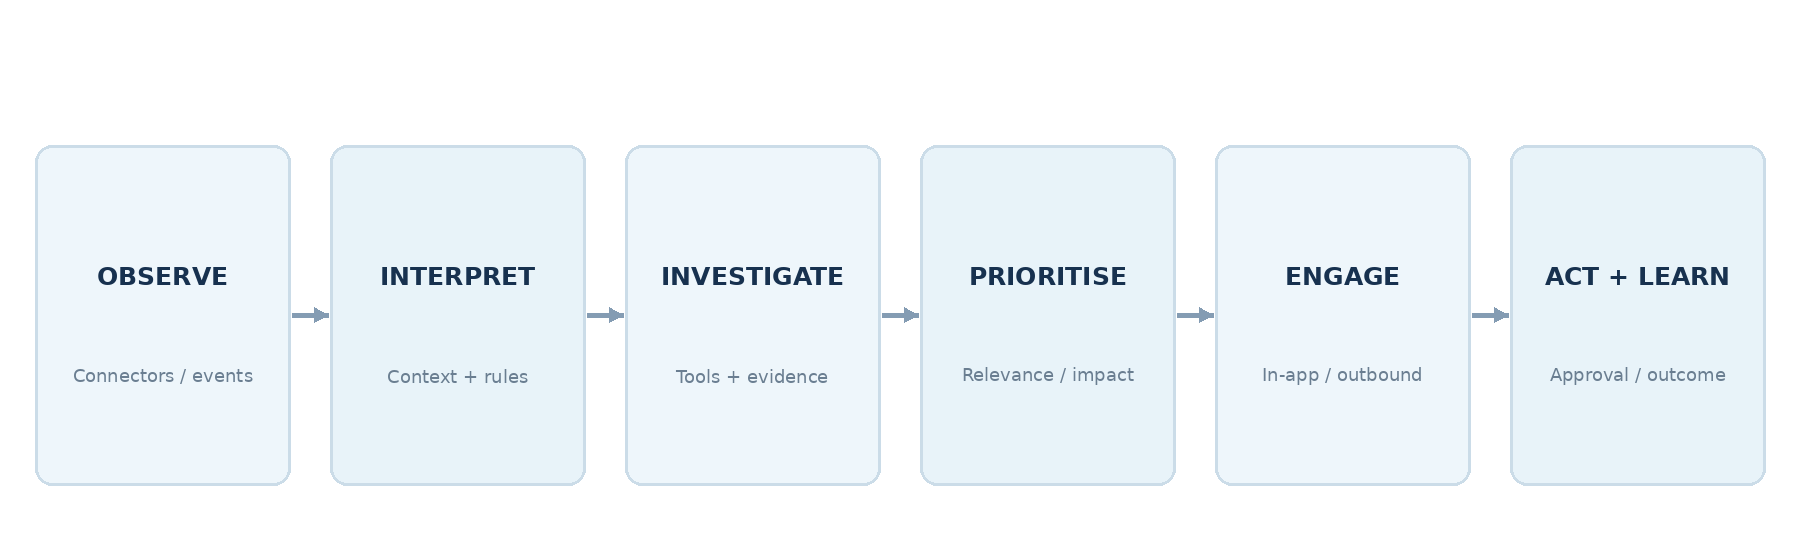 OBSERVE
Connectors / events
INTERPRET
Context + rules
INVESTIGATE
Tools + evidence
PRIORITISE
Relevance / impact
ENGAGE
In-app / outbound
ACT + LEARN
Approval / outcome